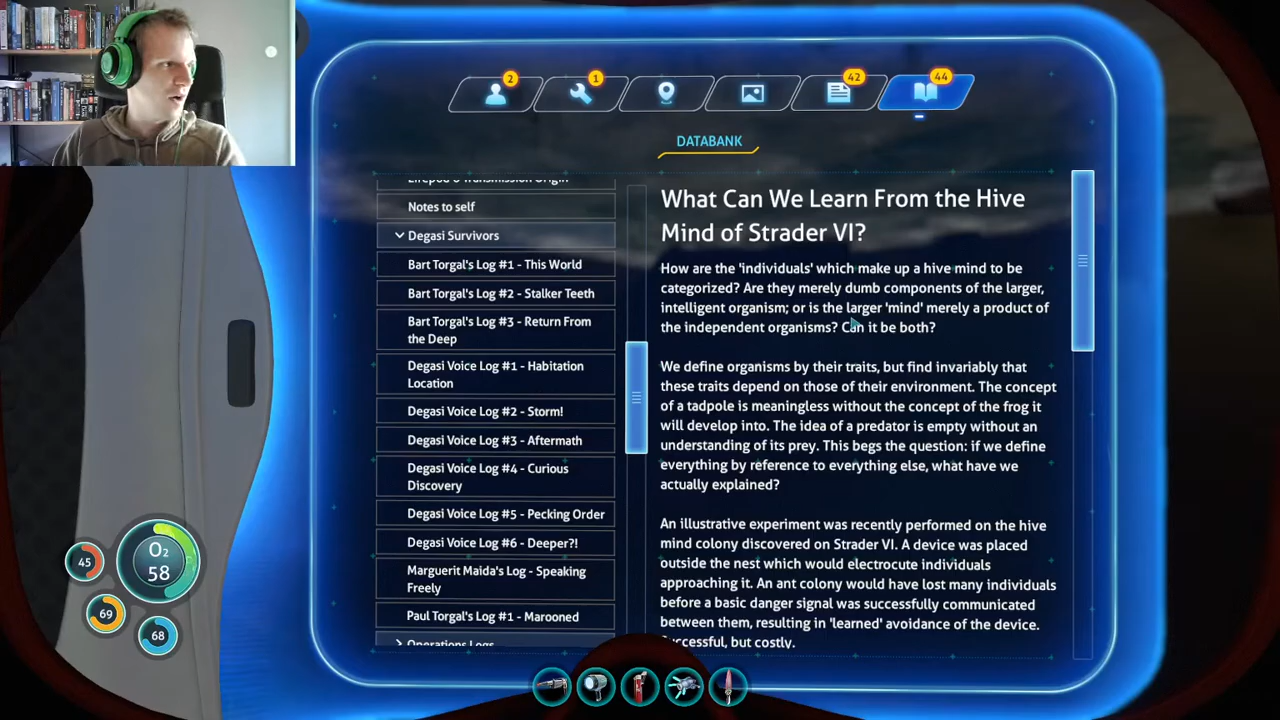 2
1
42
44
DATABANK
Lifepod 6 Transmission Origin
Notes to self
Degasi Survivors
Bart Torgal's Log #1 - This World
Bart Torgal's Log #2 - Stalker Teeth
Bart Torgal's Log #3 - Return From
the Deep
Degasi Voice Log #1 - Habitation
Location
Degasi Voice Log #2 - Storm!
Degasi Voice Log #3 - Aftermath
Degasi Voice Log #4 - Curious
Discovery
Degasi Voice Log #5 - Pecking Order
Degasi Voice Log #6 - Deeper?!
Marguerit Maida's Log - Speaking
Freely
Paul Torgal's Log #1 - Marooned
Operations Logs
What Can We Learn From the Hive
Mind of Strader VI?
How are the 'individuals' which make up a hive mind to be
categorized? Are they merely dumb components of the larger,
intelligent organism; or is the larger 'mind' merely a product of
the independent organisms? Can it be both?
We define organisms by their traits, but find invariably that
these traits depend on those of their environment. The concept
of a tadpole is meaningless without the concept of the frog it
will develop into. The idea of a predator is empty without an
understanding of its prey. This begs the question: if we define
everything by reference to everything else, what have we
actually explained?
An illustrative experiment was recently performed on the hive
mind colony discovered on Strader VI. A device was placed
outside the nest which would electrocute individuals
approaching it. An ant colony would have lost many individuals
before a basic danger signal was successfully communicated
between them, resulting in 'learned' avoidance of the device.
Successful, but costly.
45
O2
58
69
68